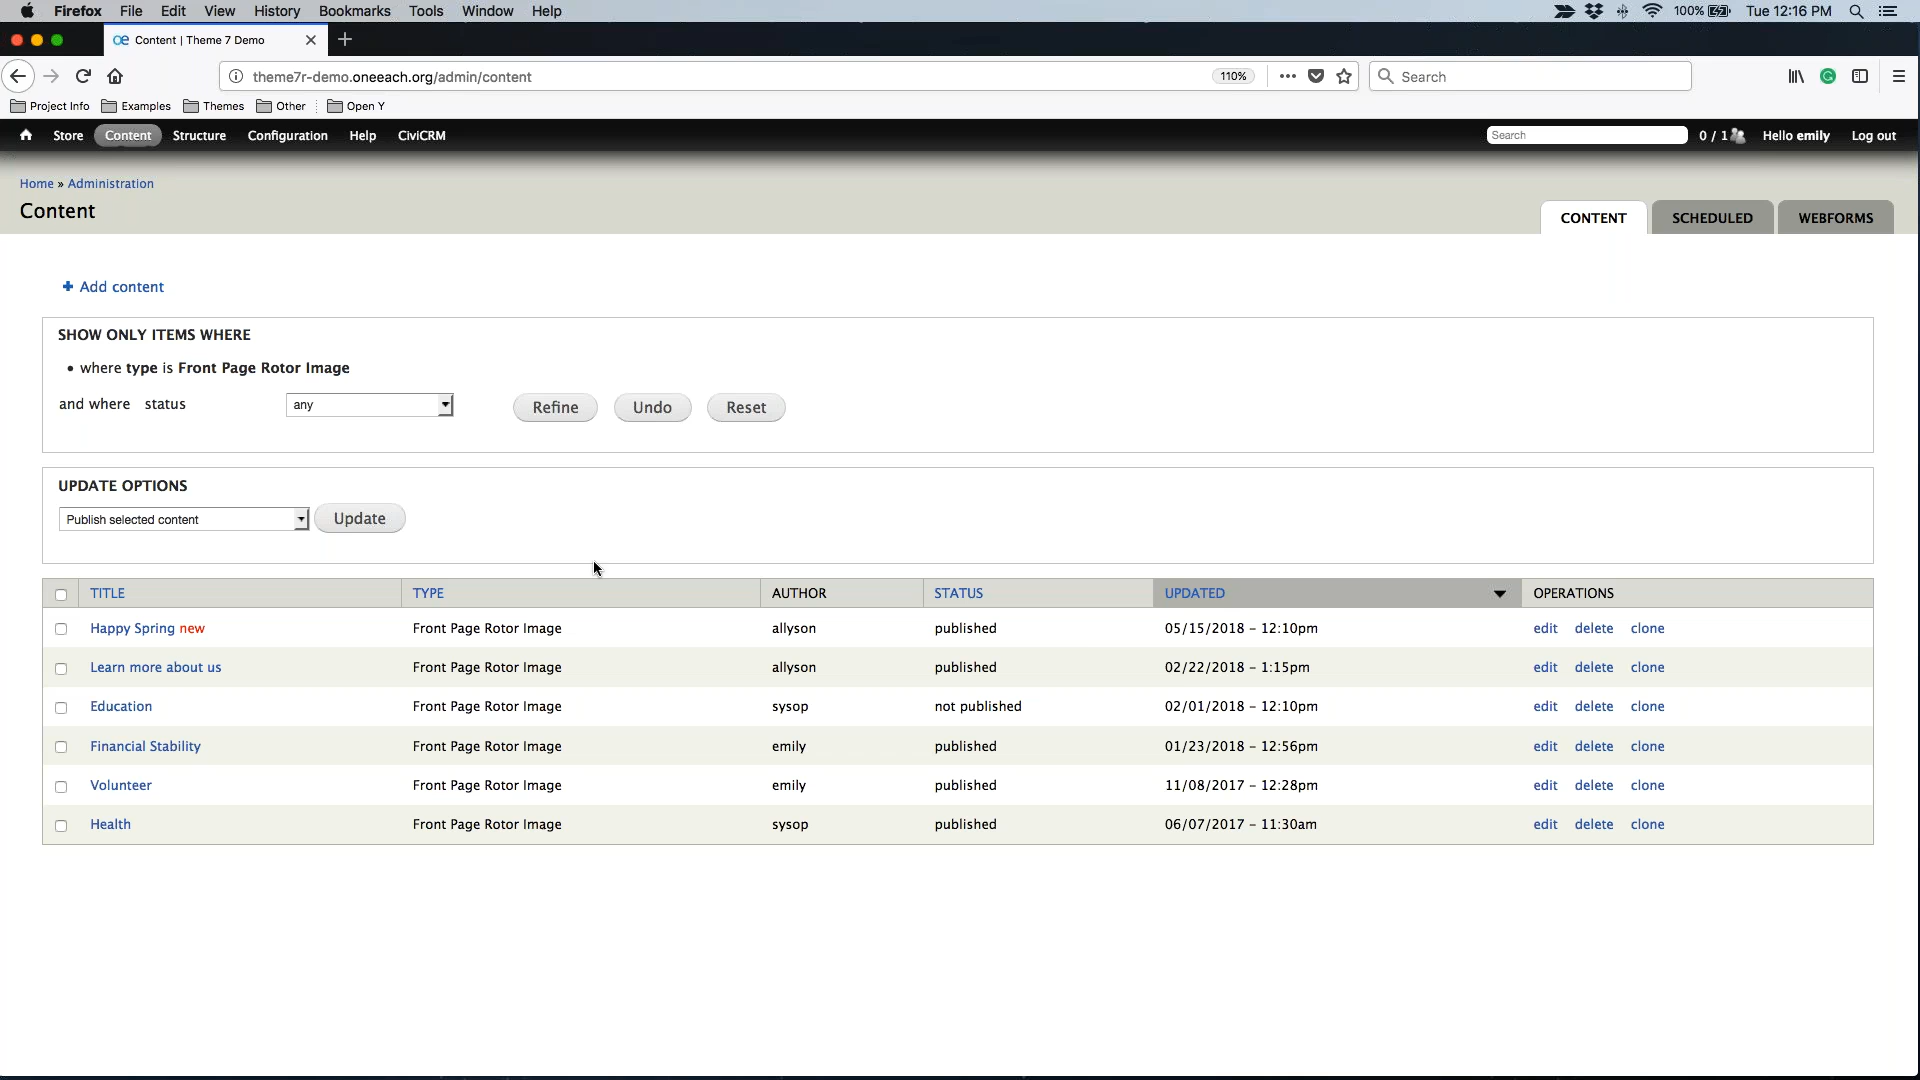 Firefox File Edit View History Bookmarks Tools Window Help 100% Tue 12:16 PM
Content | Theme 7 Demo
theme7r-demo.oneeach.org/admin/content 110% Search
Project Info Examples Themes Other Open Y
Store Content Structure Configuration Help CiviCRM Search 0 / 1 Hello emily Log out
Home » Administration
Content
CONTENT SCHEDULED WEBFORMS
+ Add content
SHOW ONLY ITEMS WHERE
• where type is Front Page Rotor Image
and where status any Refine Undo Reset
UPDATE OPTIONS
Publish selected content Update
TITLE TYPE AUTHOR STATUS UPDATED OPERATIONS
Happy Spring new Front Page Rotor Image allyson published 05/15/2018 - 12:10pm edit delete clone
Learn more about us Front Page Rotor Image allyson published 02/22/2018 - 1:15pm edit delete clone
Education Front Page Rotor Image sysop not published 02/01/2018 - 12:10pm edit delete clone
Financial Stability Front Page Rotor Image emily published 01/23/2018 - 12:56pm edit delete clone
Volunteer Front Page Rotor Image emily published 11/08/2017 - 12:28pm edit delete clone
Health Front Page Rotor Image sysop published 06/07/2017 - 11:30am edit delete clone